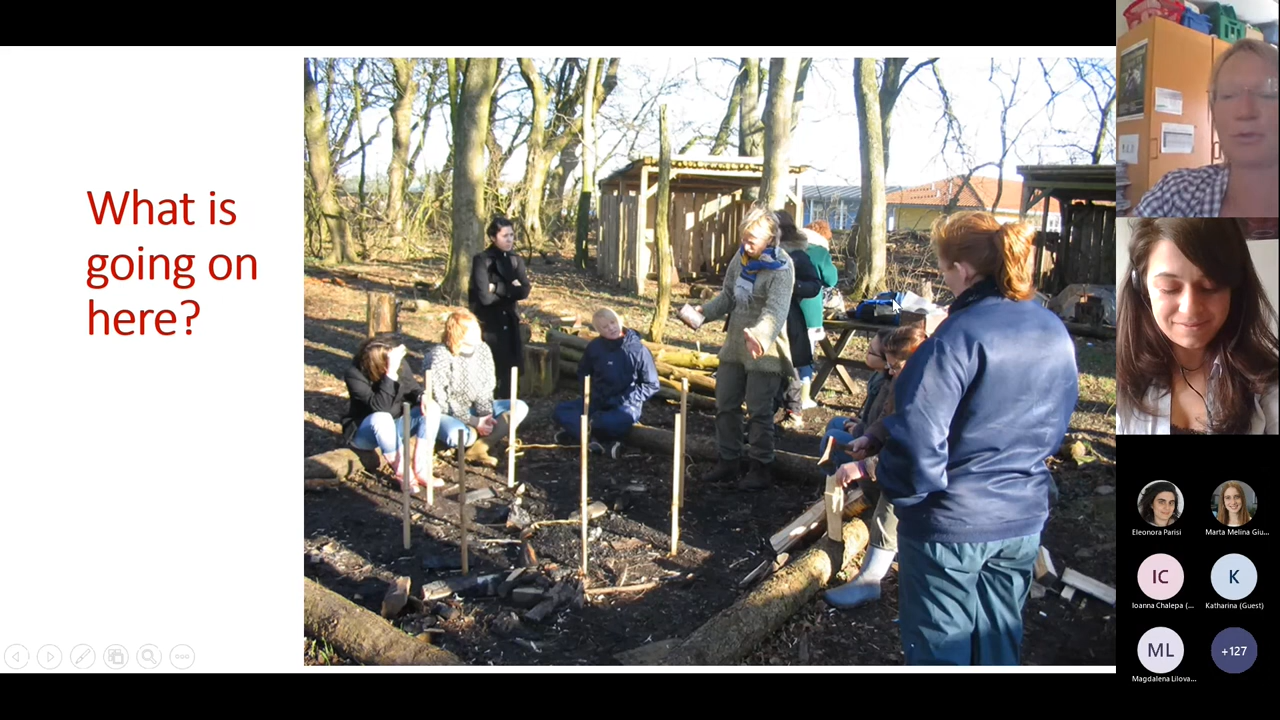 What is
going on
here?
Eleonora Parisi
Marta Melina Giu...
IC
K
Ioanna Chalepa (...
Katharina (Guest)
ML
+127
Magdalena Lilova...